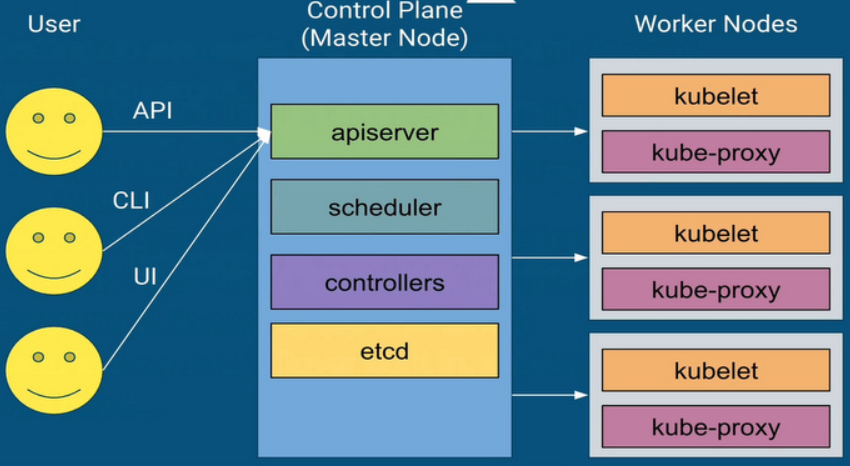 User
Control Plane
(Master Node)
Worker Nodes
API
CLI
UI
apiserver
scheduler
controllers
etcd
kubelet
kube-proxy
kubelet
kube-proxy
kubelet
kube-proxy